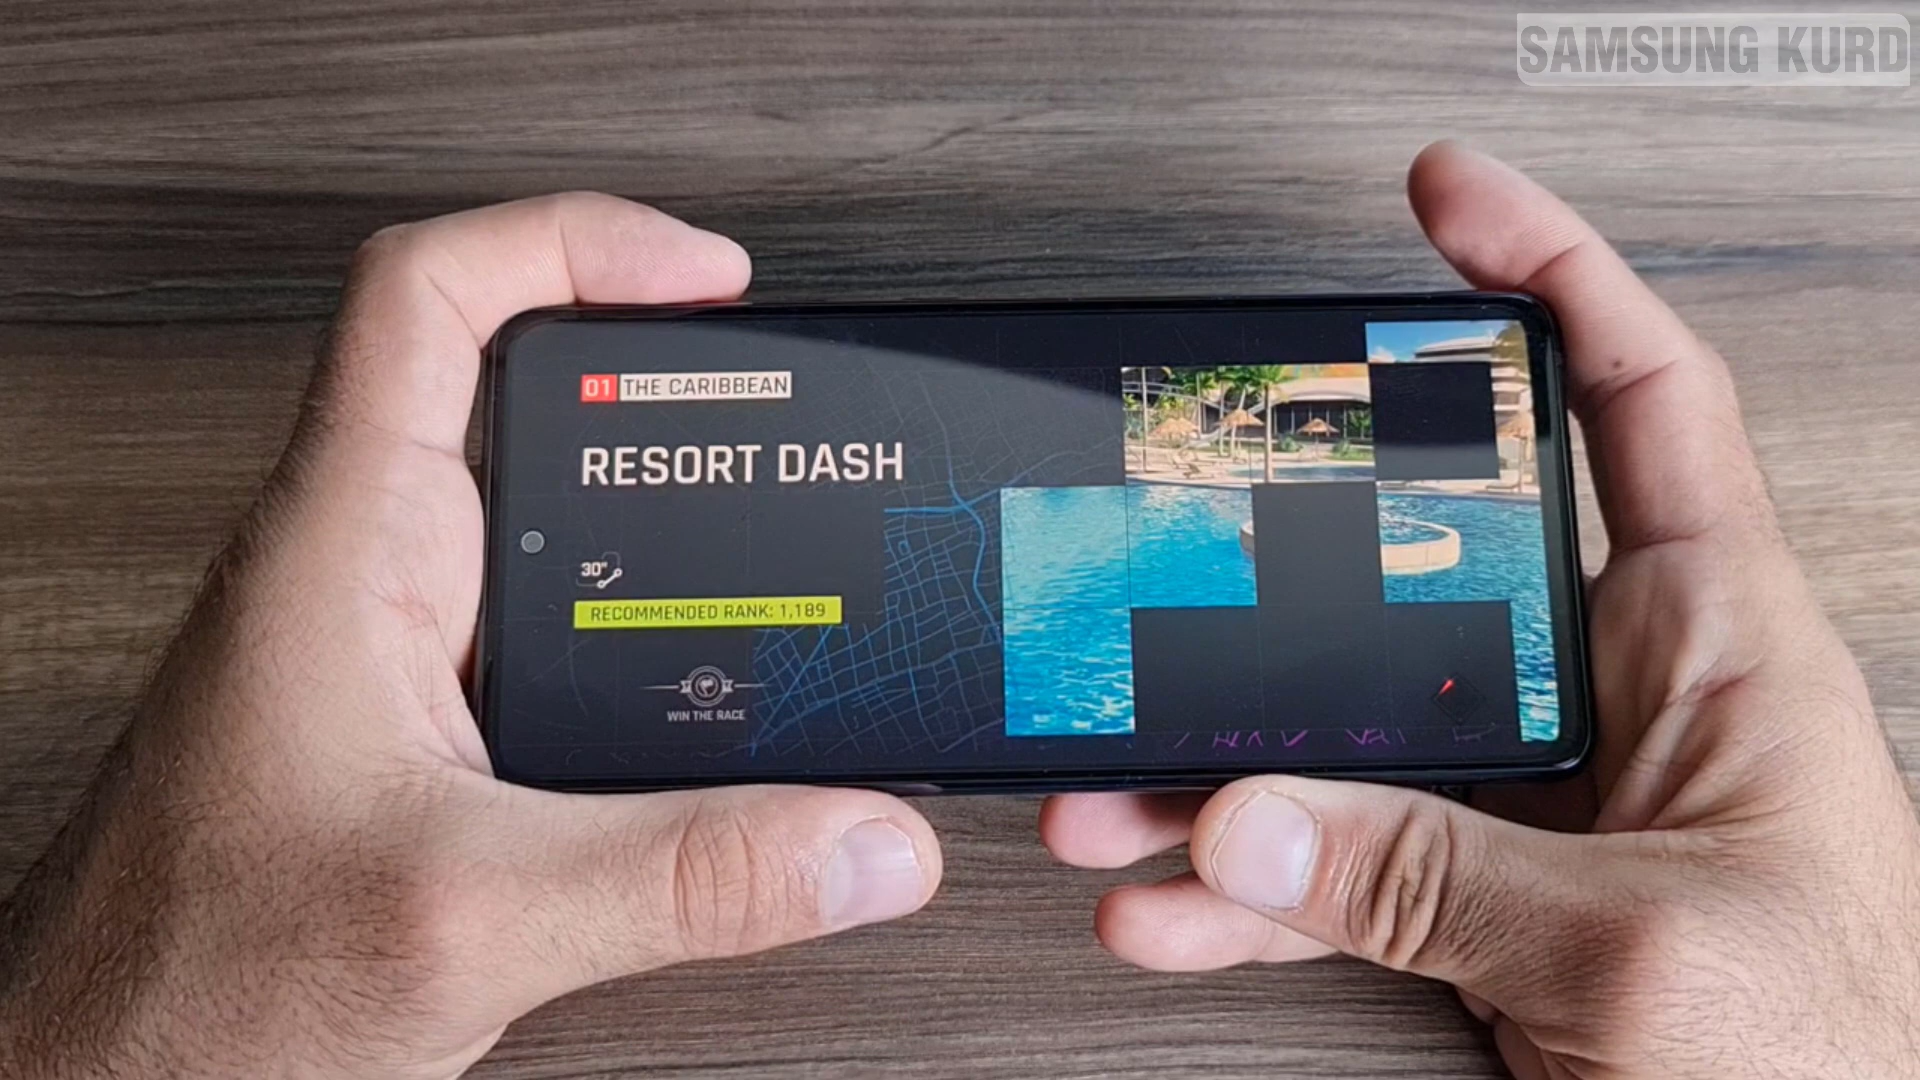 SAMSUNG KURD
01 THE CARIBBEAN
RESORT DASH
30"
RECOMMENDED RANK: 1,189
WIN THE RACE